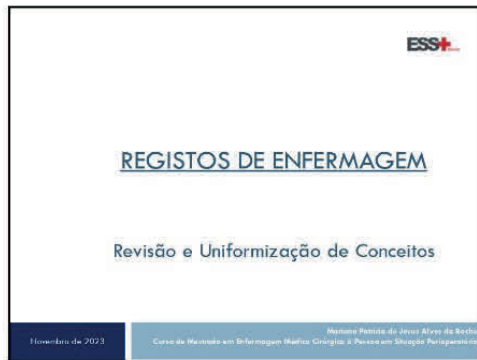 ESS+
REGISTOS DE ENFERMAGEM
Revisão e Uniformização de Conceitos
Mariana Patrícia de Jesus Alves da Rocha
Novembro de 2023
Curso de Mestrado em Enfermagem Médico Cirúrgica à Pessoa em Situação Perioperatória